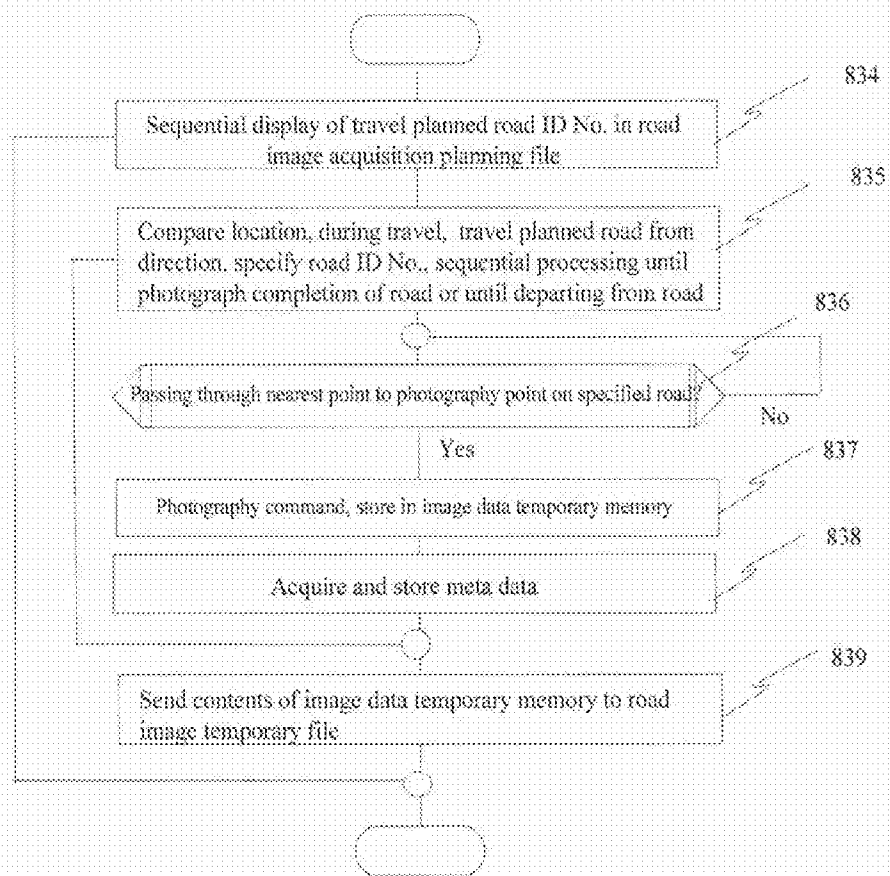 834
Sequential display of travel planned road ID No. in road
image acquisition planning file
835
Compare location, during travel, travel planned road from
direction, specify road ID No., sequential processing until
photograph completion of road or until departing from road
836
Passing through nearest point to photography point on specified road?
No
Yes
837
Photography command, store in image data temporary memory
838
Acquire and store meta data
839
Send contents of image data temporary memory to road
image temporary file